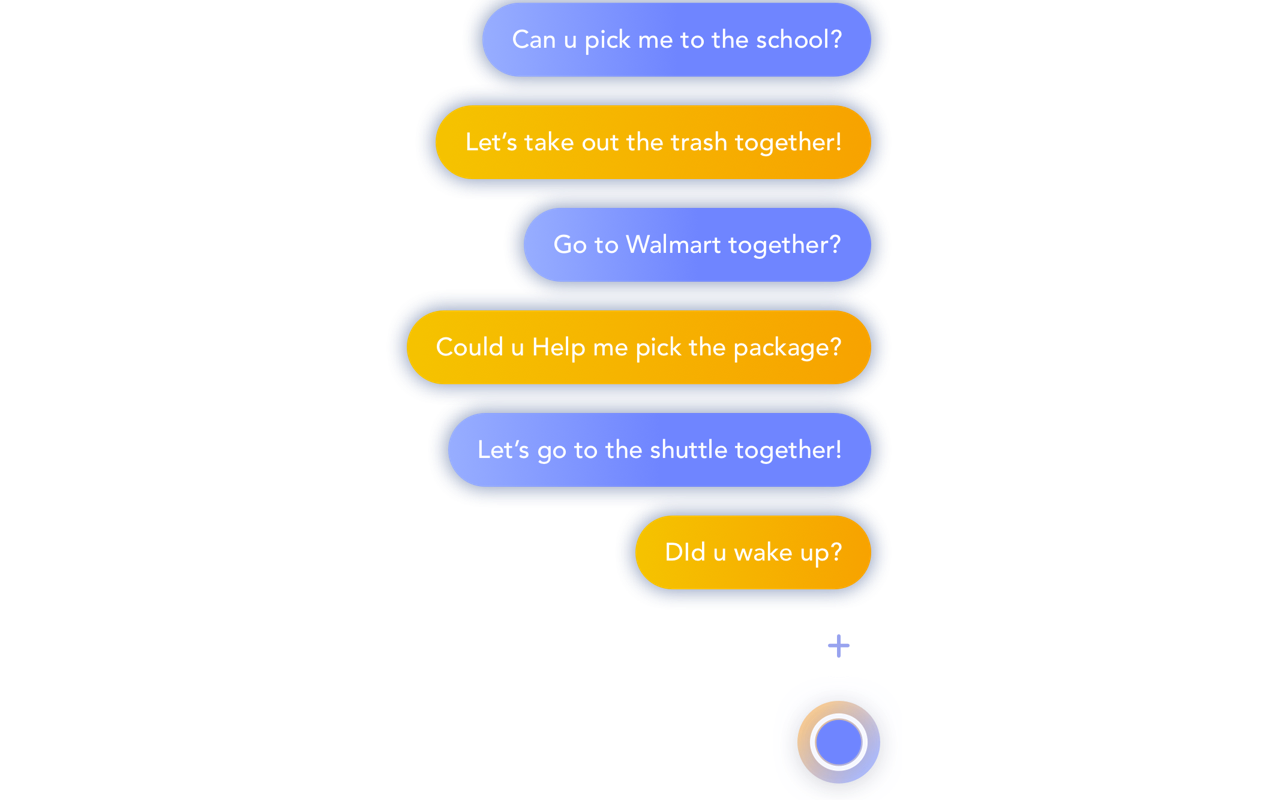 Can u pick me to the school?
Let’s take out the trash together!
Go to Walmart together?
Could u Help me pick the package?
Let’s go to the shuttle together!
DId u wake up?
+